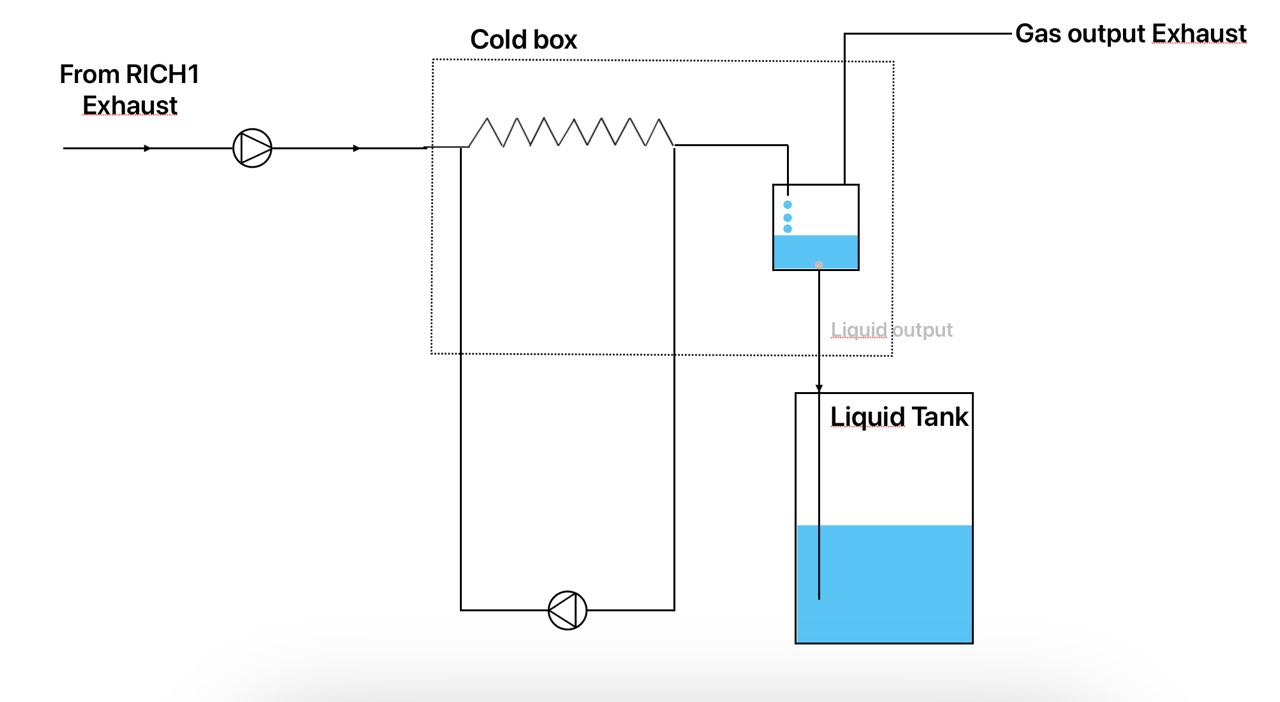 Cold box
Gas output Exhaust
From RICH1
Exhaust
Liquid output
Liquid Tank